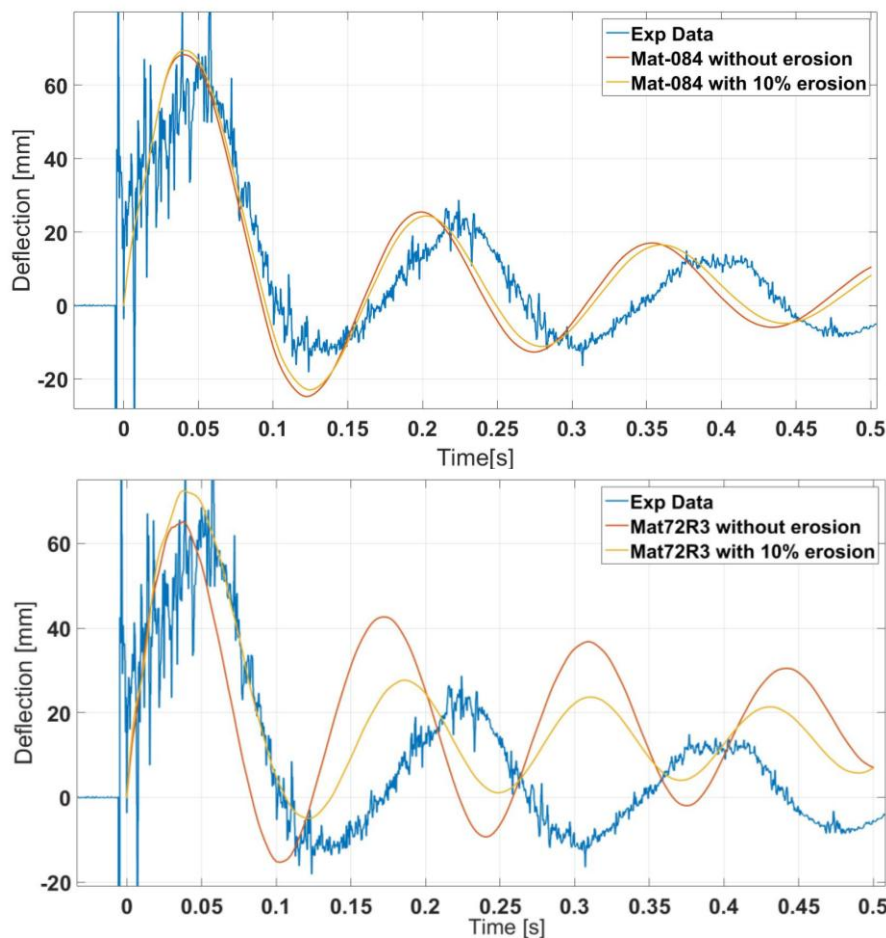 Exp Data
Mat-084 without erosion
Mat-084 with 10% erosion
Deflection [mm]
60
40
20
0
-20
0 0.05 0.1 0.15 0.2 0.25 0.3 0.35 0.4 0.45 0.5
Time[s]
Exp Data
Mat72R3 without erosion
Mat72R3 with 10% erosion
Deflection [mm]
60
40
20
0
-20
0 0.05 0.1 0.15 0.2 0.25 0.3 0.35 0.4 0.45 0.5
Time [s]